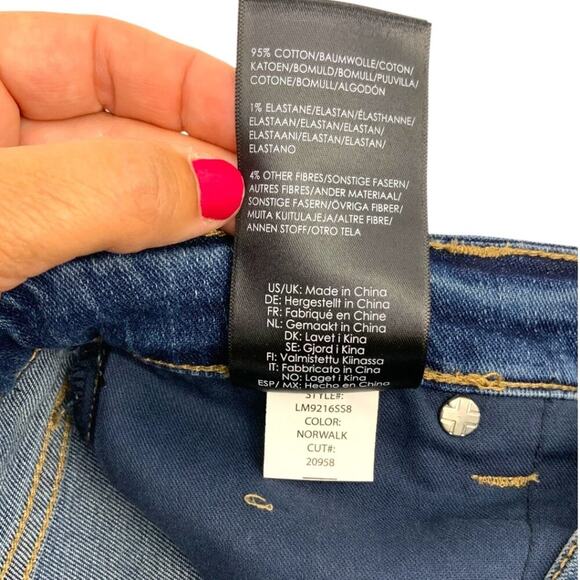 95% COTTON/BAUMWOLLE/COTON/
KATOEN/BOMULD/BOMULL/PUUVILLA/
COTONE/BOMULL/ALGODÓN
1% ELASTANE/ELASTAN/ÉLASTHANNE/
ELASTAAN/ELASTAN/ELASTAN/
ELASTAANI/ELASTAN/ELASTAN/
ELASTANO
4% OTHER FIBRES/SONSTIGE FASERN/
AUTRES FIBRES/ANDER MATERIAAL/
SONSTIGE FASERN/ÖVRIGA FIBRER/
MUITA KUITULAJEJA/ALTRE FIBRE/
ANNEN STOFF/OTRO TELA
US/UK: Made in China
DE: Hergestellt in China
FR: Fabriqué en Chine
NL: Gemaakt in China
DK: Lavet i Kina
SE: Gjord i Kina
FI: Valmistettu Kiinassa
IT: Fabbricato in Cina
NO: Laget i Kina
ESP/ MX: Hecho en China
STYLE#:
LM9216S58
COLOR:
NORWALK
CUT#:
20958